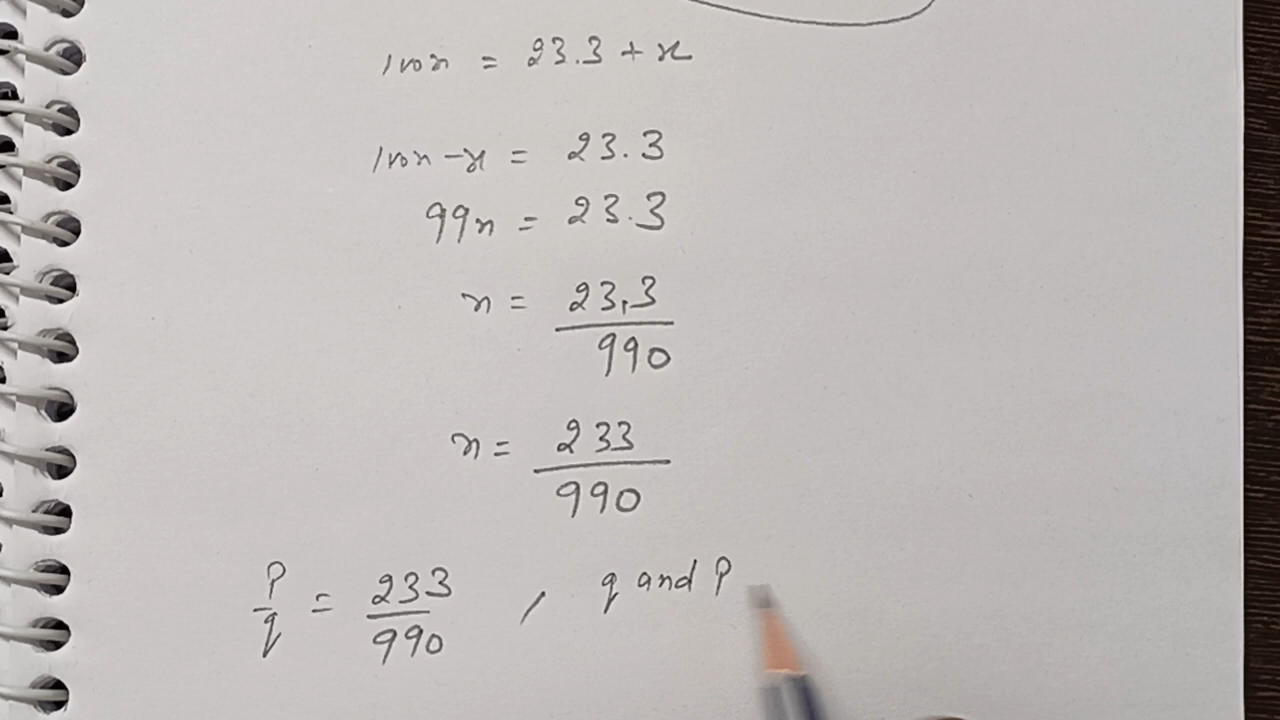 100x = 23.3 + x
100x - x = 23.3
99x = 23.3
x = 23.3 / 990
x = 233 / 990
p/q = 233/990 , q and p